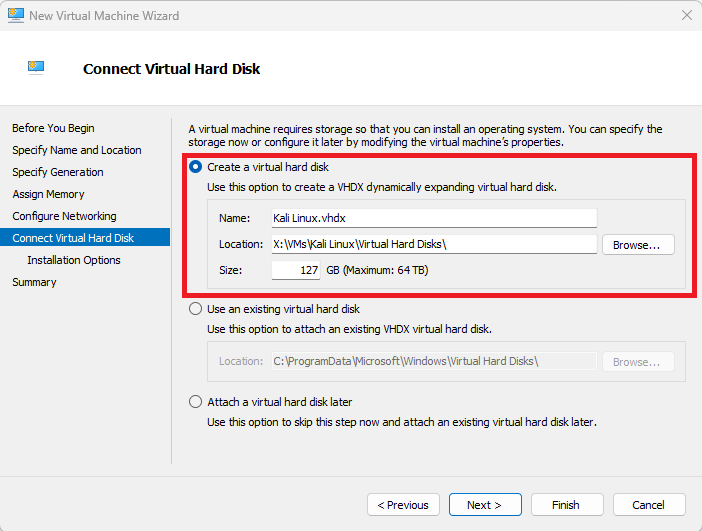 New Virtual Machine Wizard
Connect Virtual Hard Disk
Before You Begin
Specify Name and Location
Specify Generation
Assign Memory
Configure Networking
Connect Virtual Hard Disk
Installation Options
Summary
A virtual machine requires storage so that you can install an operating system. You can specify the
storage now or configure it later by modifying the virtual machine's properties.
Create a virtual hard disk
Use this option to create a VHDX dynamically expanding virtual hard disk.
Name: Kali Linux.vhdx
Location: X:\VMs\Kali Linux\Virtual Hard Disks\ Browse...
Size: 127 GB (Maximum: 64 TB)
Use an existing virtual hard disk
Use this option to attach an existing VHDX virtual hard disk.
Location: C:\ProgramData\Microsoft\Windows\Virtual Hard Disks\ Browse...
Attach a virtual hard disk later
Use this option to skip this step now and attach an existing virtual hard disk later.
< Previous Next > Finish Cancel